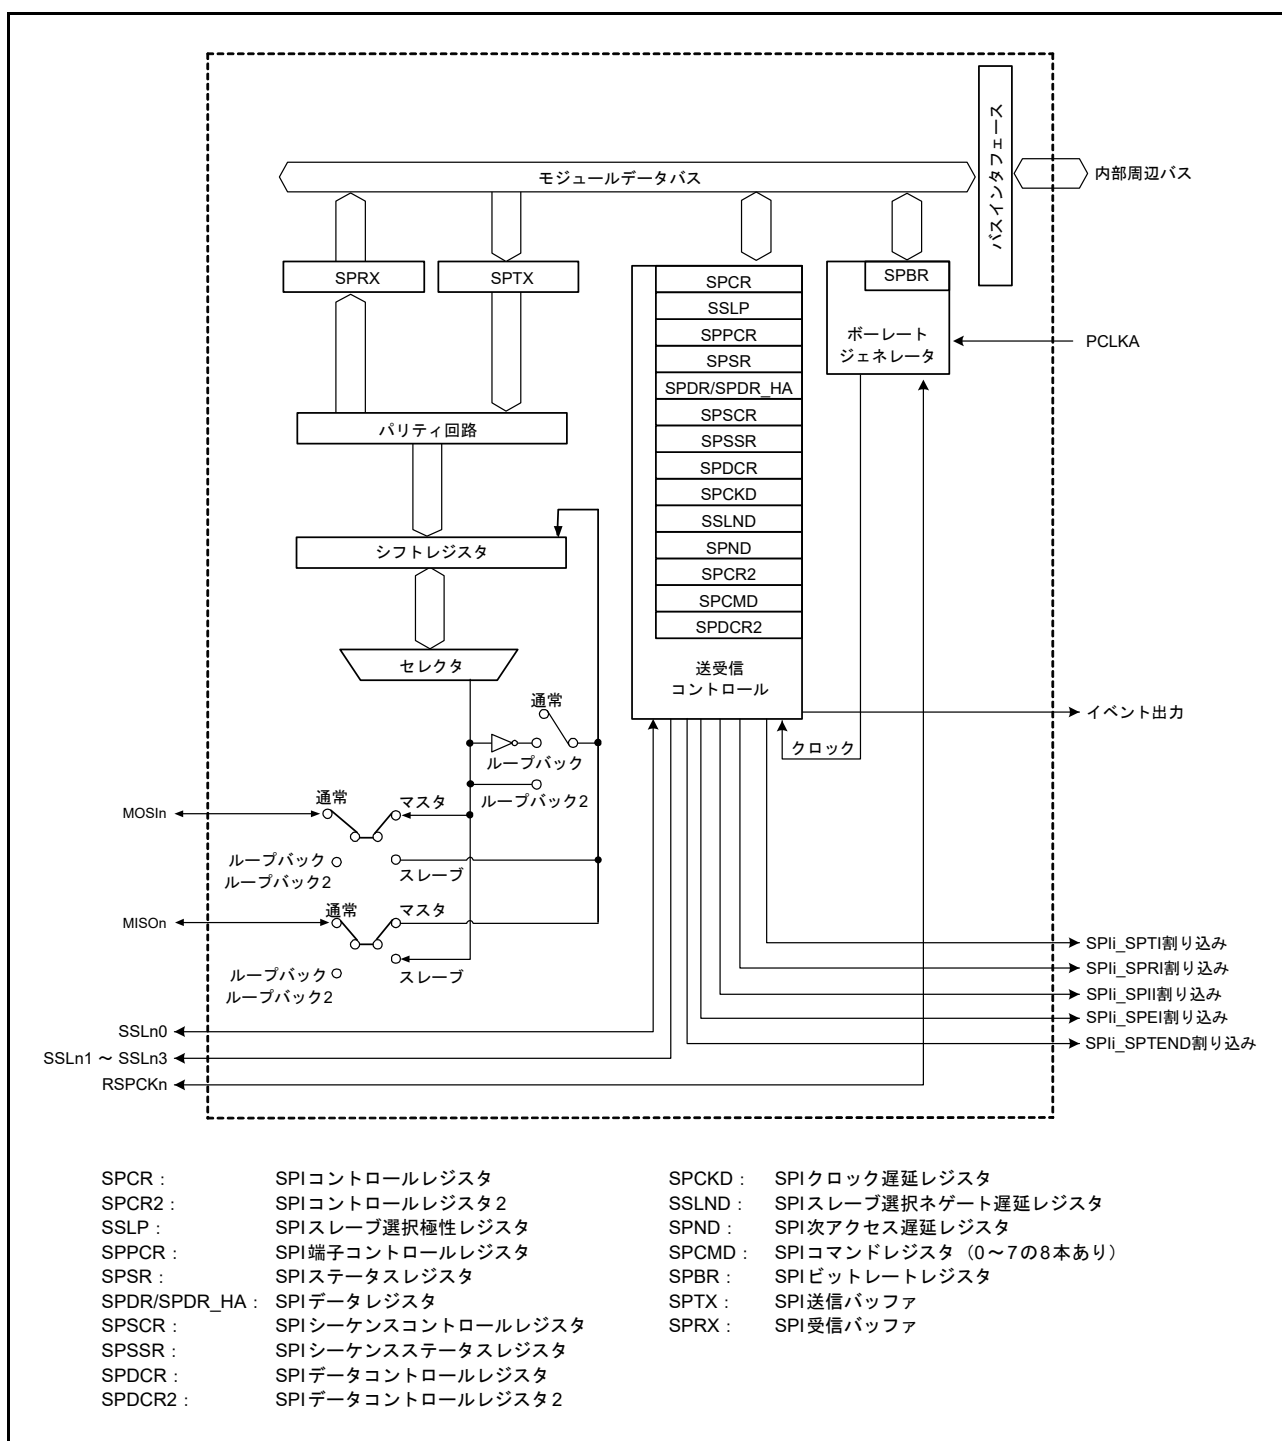 バスインタフェース
モジュールデータバス
内部周辺バス
SPRX
SPTX
SPCR
SSLP
SPPCR
SPSR
SPDR/SPDR_HA
SPSCR
SPSSR
SPDCR
SPCKD
SSLND
SPND
SPCR2
SPCMD
SPDCR2
送受信
コントロール
SPBR
ボーレート
ジェネレータ
PCLKA
パリティ回路
シフトレジスタ
セレクタ
通常
ループバック
ループバック2
クロック
イベント出力
MOSIn
通常
マスタ
ループバック
ループバック2
スレーブ
MISOn
通常
マスタ
ループバック
ループバック2
スレーブ
SSLn0
SSLn1 ～ SSLn3
RSPCKn
SPIi_SPTI割り込み
SPIi_SPRI割り込み
SPIi_SPII割り込み
SPIi_SPEI割り込み
SPIi_SPTEND割り込み
SPCR : SPIコントロールレジスタ
SPCR2 : SPIコントロールレジスタ2
SSLP : SPIスレーブ選択極性レジスタ
SPPCR : SPI端子コントロールレジスタ
SPSR : SPIステータスレジスタ
SPDR/SPDR_HA : SPIデータレジスタ
SPSCR : SPIシーケンスコントロールレジスタ
SPSSR : SPIシーケンスステータスレジスタ
SPDCR : SPIデータコントロールレジスタ
SPDCR2 : SPIデータコントロールレジスタ2
SPCKD : SPIクロック遅延レジスタ
SSLND : SPIスレーブ選択ネゲート遅延レジスタ
SPND : SPI次アクセス遅延レジスタ
SPCMD : SPIコマンドレジスタ（0～7の8本あり）
SPBR : SPIビットレートレジスタ
SPTX : SPI送信バッファ
SPRX : SPI受信バッファ